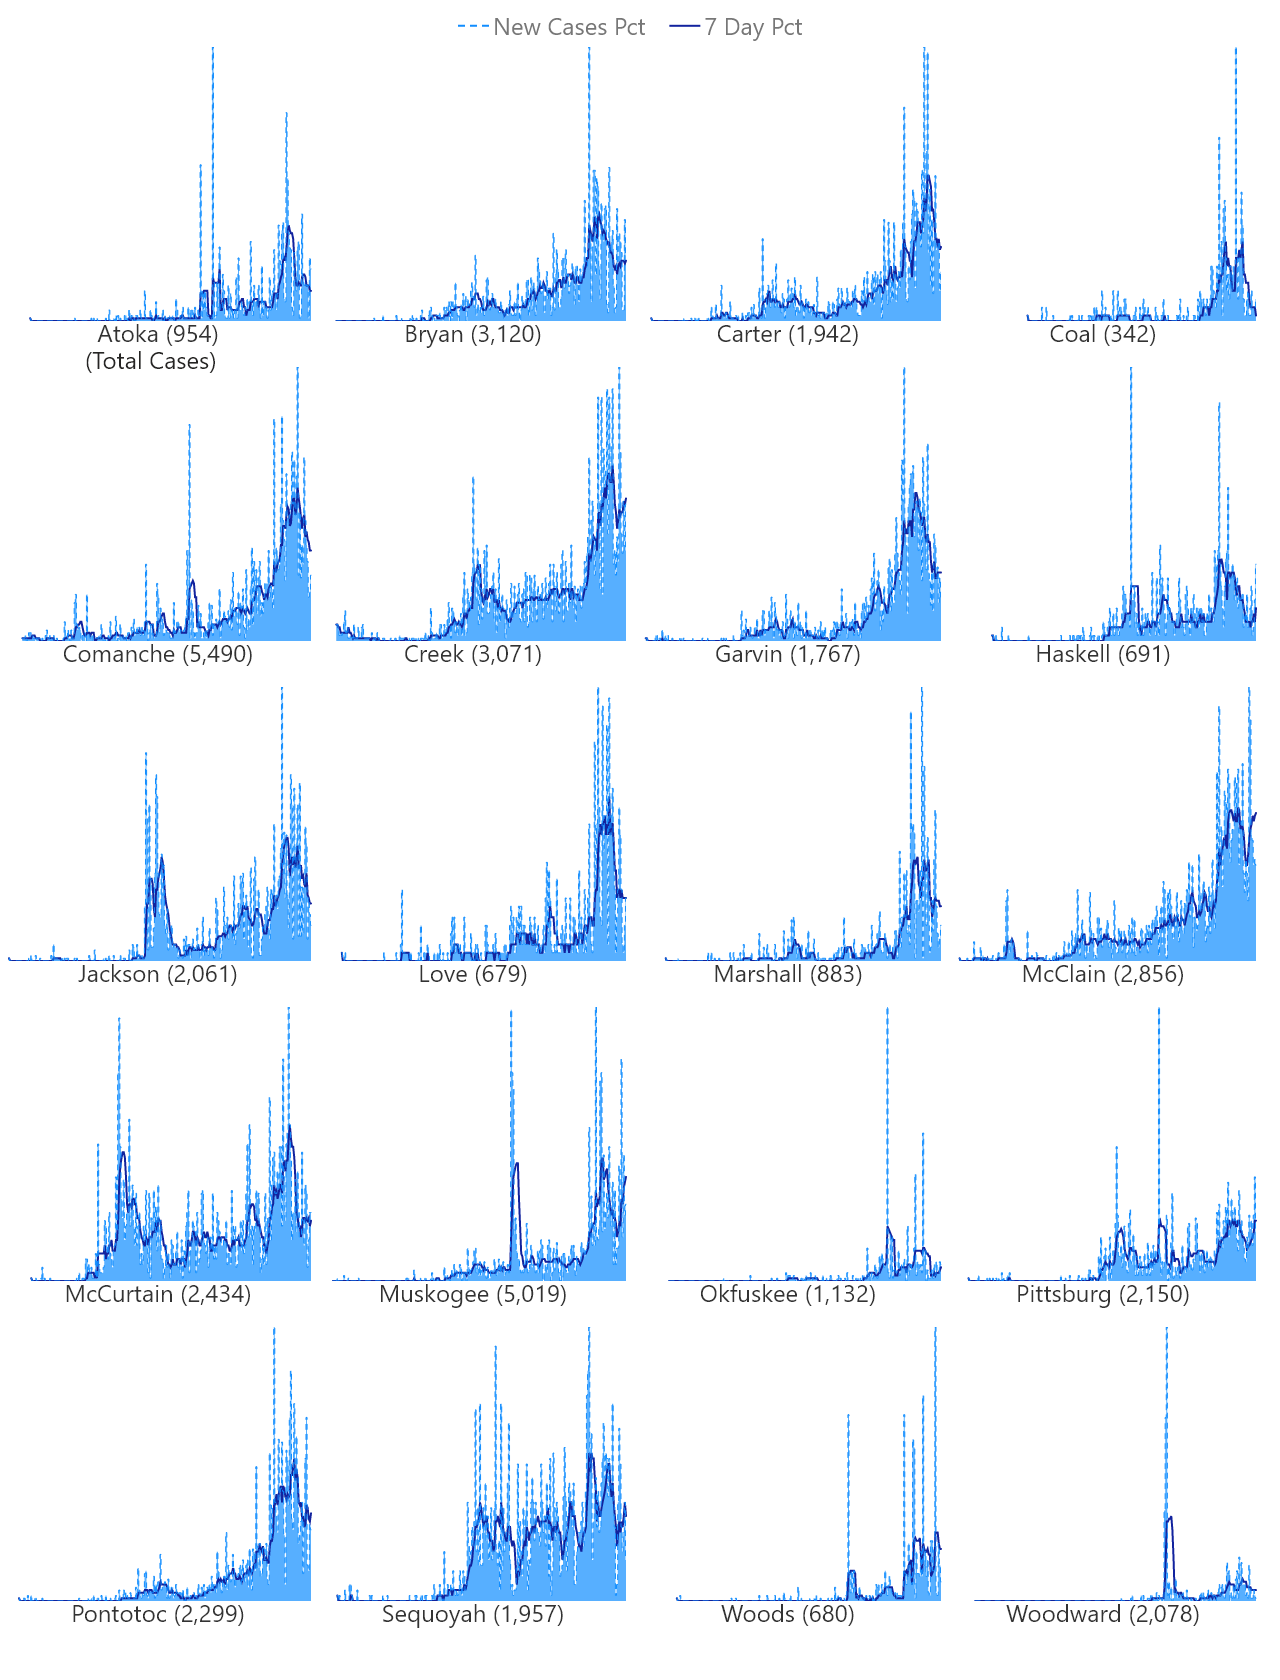 New Cases Pct 7 Day Pct
Atoka (954) Bryan (3,120) Carter (1,942) Coal (342)
(Total Cases)
Comanche (5,490) Creek (3,071) Garvin (1,767) Haskell (691)
Jackson (2,061) Love (679) Marshall (883) McClain (2,856)
McCurtain (2,434) Muskogee (5,019) Okfuskee (1,132) Pittsburg (2,150)
Pontotoc (2,299) Sequoyah (1,957) Woods (680) Woodward (2,078)